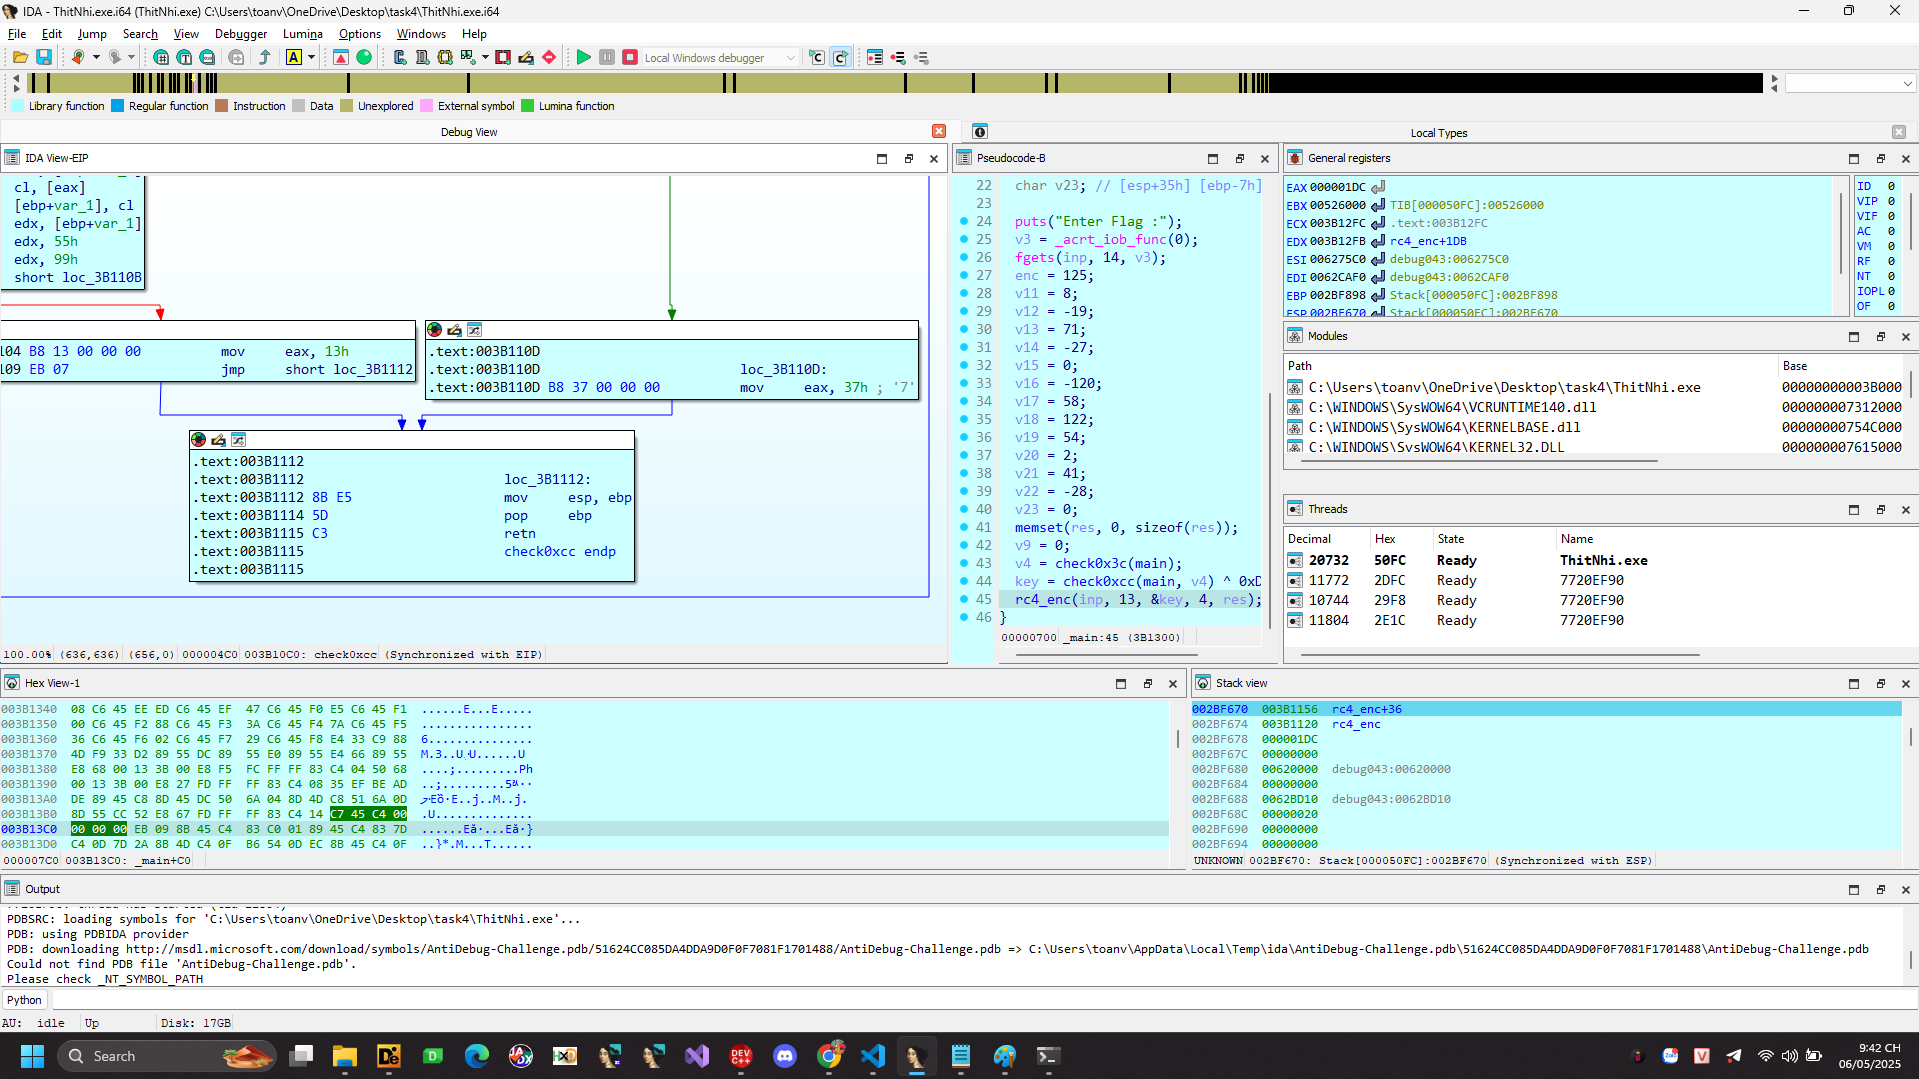 IDA - ThitNhi.exe.i64 (ThitNhi.exe) C:\Users\toanv\OneDrive\Desktop\task4\ThitNhi.exe.i64
File Edit Jump Search View Debugger Lumina Options Windows Help
Local Windows debugger
Library function Regular function Instruction Data Unexplored External symbol Lumina function
Debug View
Local Types
IDA View-EIP
cl, [eax]
[ebp+var_1], cl
edx, [ebp+var_1]
edx, 55h
edx, 99h
short loc_3B110B
104 B8 13 00 00 00 mov eax, 13h
109 EB 07 jmp short loc_3B1112
.text:003B110D
.text:003B110D loc_3B110D:
.text:003B110D B8 37 00 00 00 mov eax, 37h ; '7'
.text:003B1112
.text:003B1112 loc_3B1112:
.text:003B1112 8B E5 mov esp, ebp
.text:003B1114 5D pop ebp
.text:003B1115 C3 retn
.text:003B1115 check0xcc endp
.text:003B1115
100.00% (636,636) (656,0) 000004C0 003B10C0: check0xcc (Synchronized with EIP)
Pseudocode-B
22 char v23; // [esp+35h] [ebp-7h]
23
24 puts("Enter Flag :");
25 v3 = _acrt_iob_func(0);
26 fgets(inp, 14, v3);
27 enc = 125;
28 v11 = 8;
29 v12 = -19;
30 v13 = 71;
31 v14 = -27;
32 v15 = 0;
33 v16 = -120;
34 v17 = 58;
35 v18 = 122;
36 v19 = 54;
37 v20 = 2;
38 v21 = 41;
39 v22 = -28;
40 v23 = 0;
41 memset(res, 0, sizeof(res));
42 v9 = 0;
43 v4 = check0x3c(main);
44 key = check0xcc(main, v4) ^ 0xD
45 rc4_enc(inp, 13, &key, 4, res);
46 }
00000700 _main:45 (3B1300)
General registers
EAX 000001DC
EBX 00526000 TIB[000050FC]:00526000
ECX 003B12FC .text:003B12FC
EDX 003B12FB rc4_enc+1DB
ESI 006275C0 debug043:006275C0
EDI 0062CAF0 debug043:0062CAF0
EBP 002BF898 Stack[000050FC]:002BF898
ESP 002BF670 Stack[000050FC]:002BF670
ID 0
VIP 0
VIF 0
AC 0
VM 0
RF 0
NT 0
IOPL 0
OF 0
Modules
Path Base
C:\Users\toanv\OneDrive\Desktop\task4\ThitNhi.exe 00000000003B000
C:\WINDOWS\SysWOW64\VCRUNTIME140.dll 000000007312000
C:\WINDOWS\SysWOW64\KERNELBASE.dll 00000000754C000
C:\WINDOWS\SysWOW64\KERNEL32.DLL 000000007615000
Threads
Decimal Hex State Name
20732 50FC Ready ThitNhi.exe
11772 2DFC Ready 7720EF90
10744 29F8 Ready 7720EF90
11804 2E1C Ready 7720EF90
Hex View-1
003B1340 08 C6 45 EE ED C6 45 EF 47 C6 45 F0 E5 C6 45 F1 ......E...E.....
003B1350 00 C6 45 F2 88 C6 45 F3 3A C6 45 F4 7A C6 45 F5 ................
003B1360 36 C6 45 F6 02 C6 45 F7 29 C6 45 F8 E4 33 C9 88 6...............
003B1370 4D F9 33 D2 89 55 DC 89 55 E0 89 55 E4 66 89 55
003B1380 E8 68 00 13 3B 00 E8 F5 FC FF FF 83 C4 04 50 68 ....;.........Ph
003B1390 00 13 3B 00 E8 27 FD FF FF 83 C4 08 35 EF BE AD
003B13A0 DE 89 45 C8 8D 45 DC 50 6A 04 8D 4D C8 51 6A 0D
003B13B0 8D 55 CC 52 E8 67 FD FF FF 83 C4 14 C7 45 C4 00 .U..............
003B13C0 00 00 00 EB 09 8B 45 C4 83 C0 01 89 45 C4 83 7D
003B13D0 C4 0D 7D 2A 8B 4D C4 0F B6 54 0D EC 8B 45 C4 0F ..}*.M...T......
000007C0 003B13C0: _main+C0
Stack view
002BF670 003B1156 rc4_enc+36
002BF674 003B1120 rc4_enc
002BF678 000001DC
002BF67C 00000000
002BF680 00620000 debug043:00620000
002BF684 00000000
002BF688 0062BD10 debug043:0062BD10
002BF68C 00000020
002BF690 00000000
002BF694 00000000
UNKNOWN 002BF670: Stack[000050FC]:002BF670 (Synchronized with ESP)
Output
PDBSRC: loading symbols for 'C:\Users\toanv\OneDrive\Desktop\task4\ThitNhi.exe'...
PDB: using PDBIDA provider
PDB: downloading http://msdl.microsoft.com/download/symbols/AntiDebug-Challenge.pdb/51624CC085DA4DDA9D0F0F7081F1701488/AntiDebug-Challenge.pdb => C:\Users\toanv\AppData\Local\Temp\ida\AntiDebug-Challenge.pdb\51624CC085DA4DDA9D0F0F7081F1701488\AntiDebug-Challenge.pdb
Could not find PDB file 'AntiDebug-Challenge.pdb'.
Please check _NT_SYMBOL_PATH
Python
AU: idle Up Disk: 17GB
Search
9:42 CH
06/05/2025